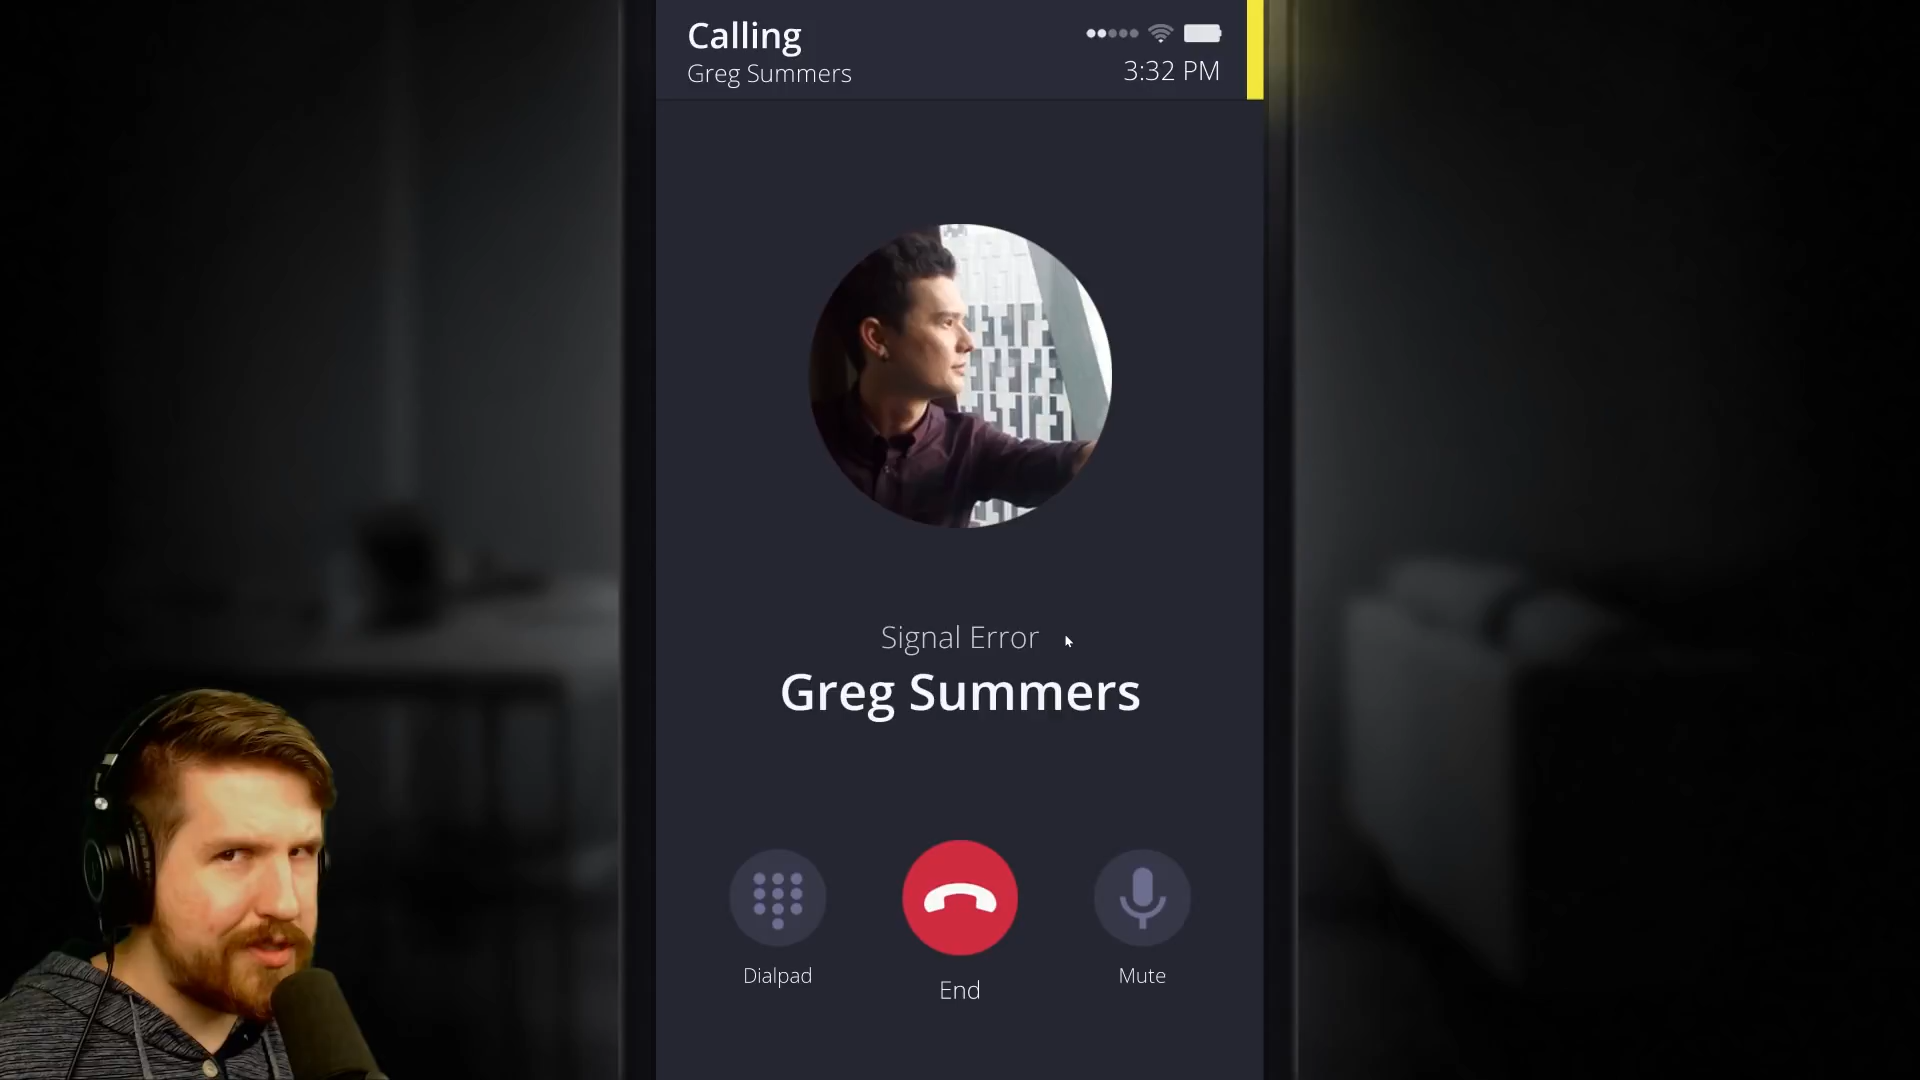 Calling
Greg Summers
3:32 PM
Signal Error
Greg Summers
Dialpad
End
Mute